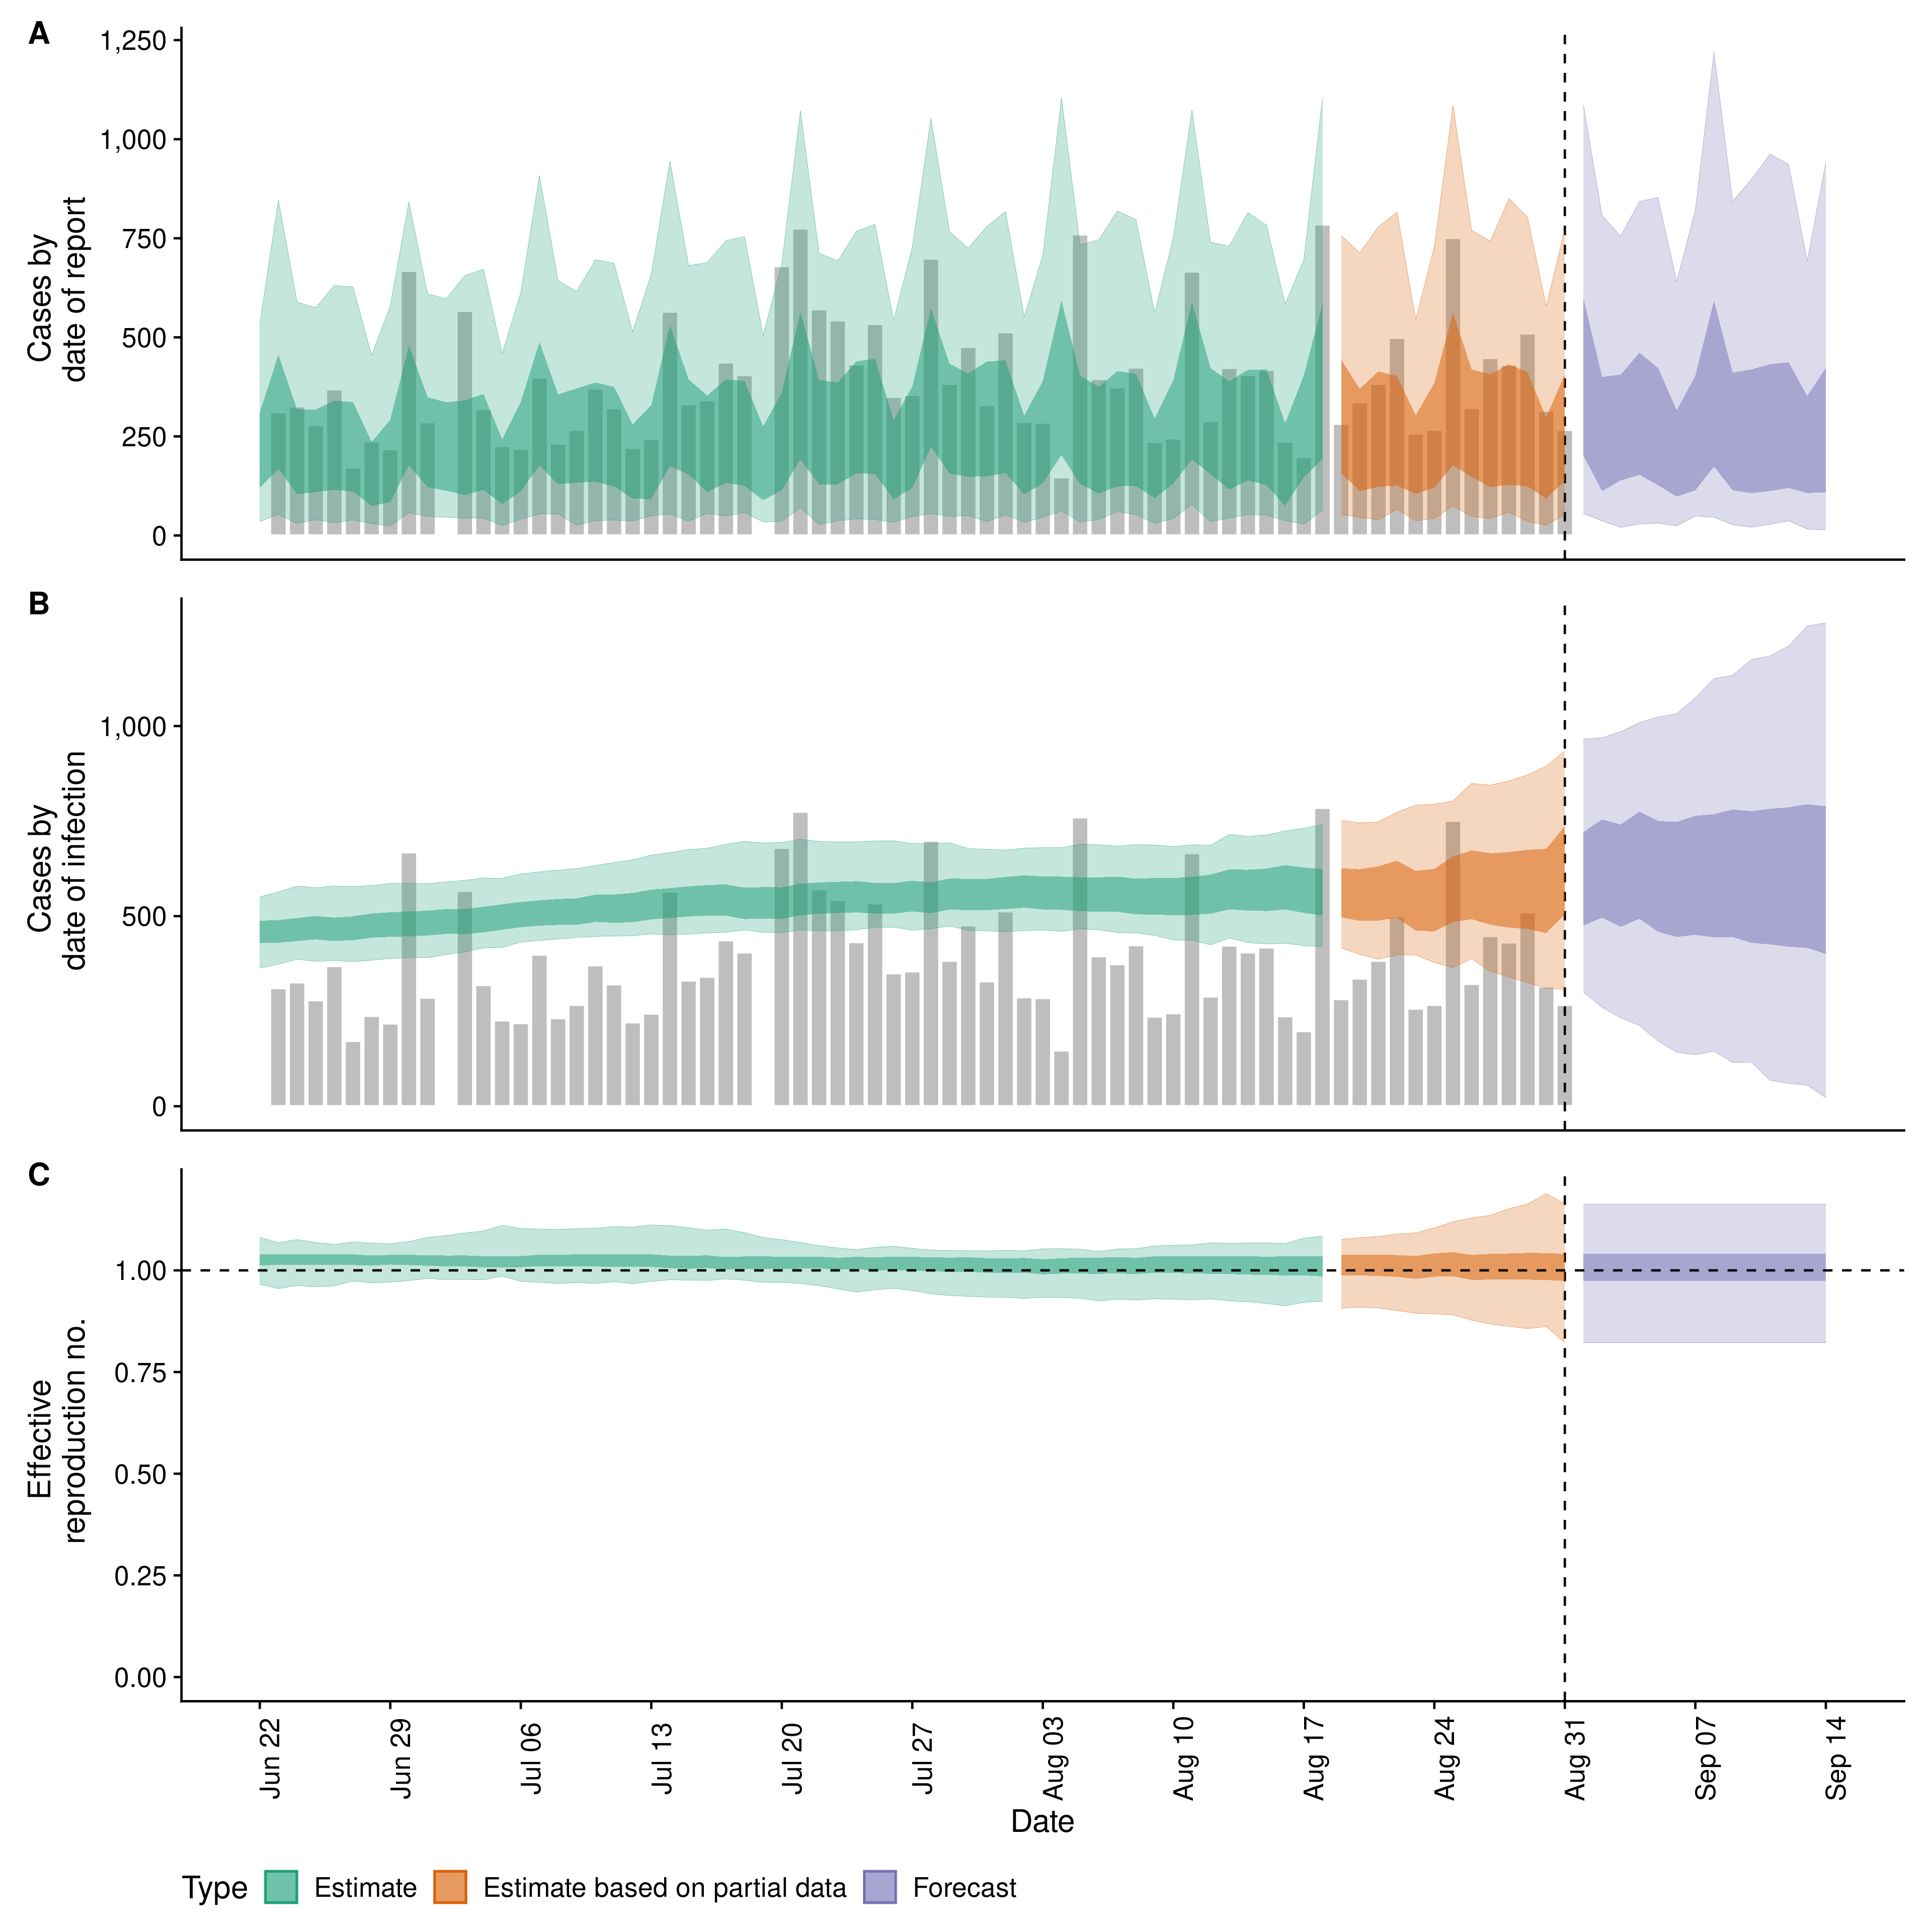 A
Cases by
date of report
1,250
1,000
750
500
250
0
B
Cases by
date of infection
1,000
500
0
C
Effective
reproduction no.
1.00
0.75
0.50
0.25
0.00
Jun 22
Jun 29
Jul 06
Jul 13
Jul 20
Jul 27
Aug 03
Aug 10
Aug 17
Aug 24
Aug 31
Sep 07
Sep 14
Date
Type Estimate Estimate based on partial data Forecast